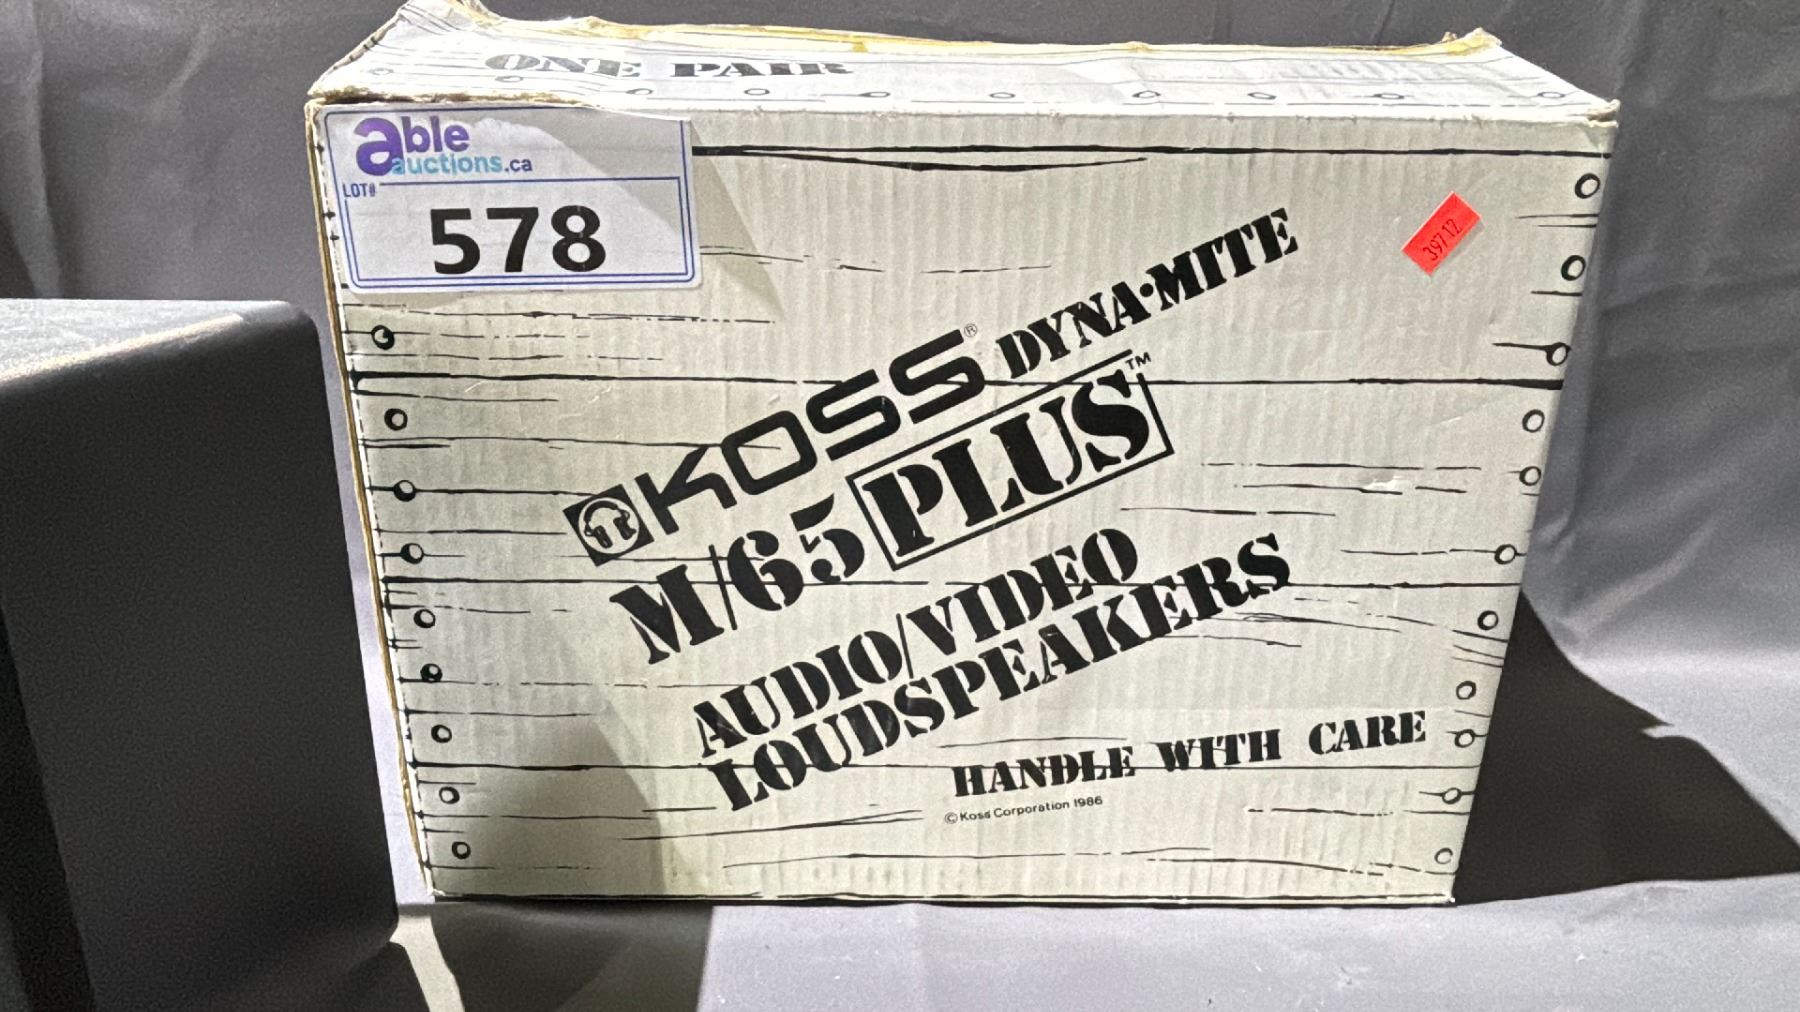 ONE PAIR
able
auctions.ca
LOT#
578
39712
KOSS® DYNA·MITE
M/65 PLUS™
AUDIO/VIDEO
LOUDSPEAKERS
HANDLE WITH CARE
© Koss Corporation 1986